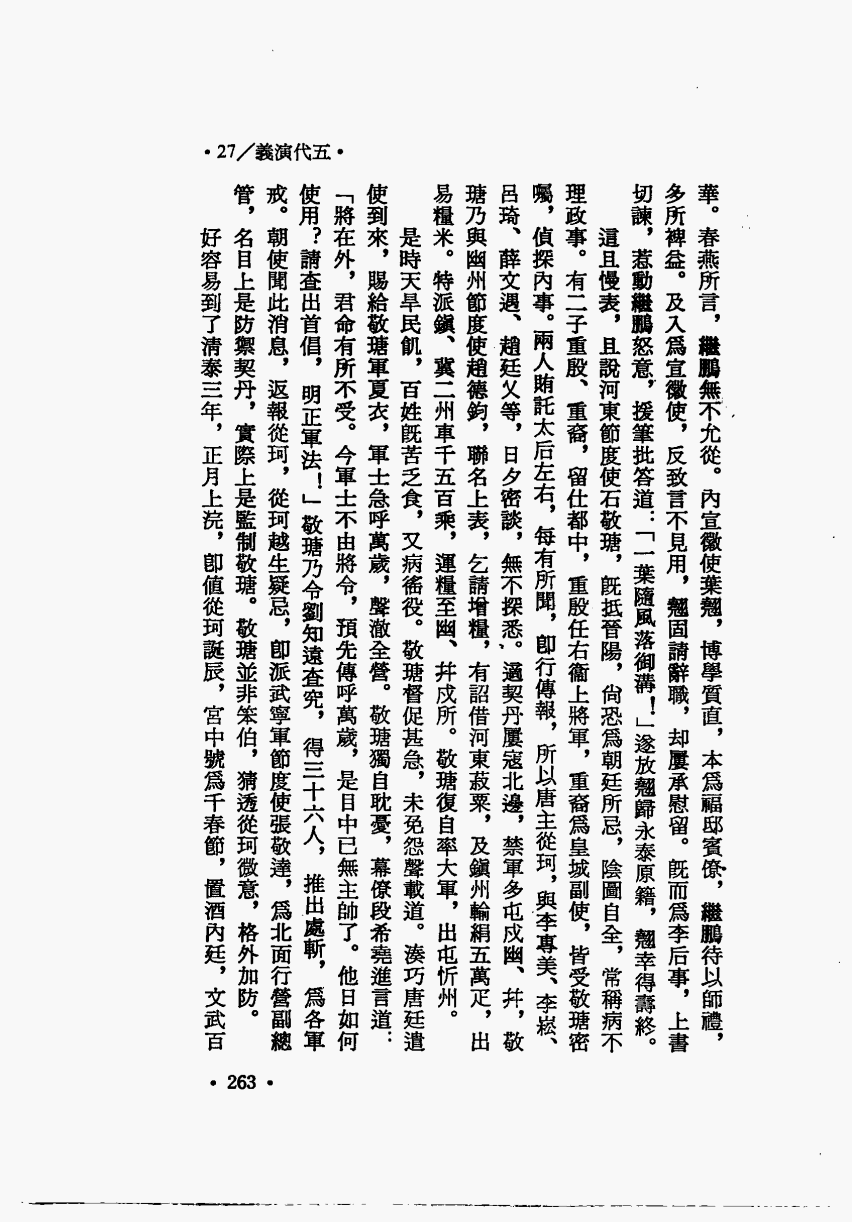 •27／義演代五•
華。春燕所言，繼鵬無不允從。內宣徽使葉翹，博學質直，本爲福邸賓僚，繼鵬待以師禮，
多所裨益。及入爲宣徽使，反致言不見用，翹固請辭職，却屢承慰留。旣而爲李后事，上書
切諫，惹動繼鵬怒意，援筆批答道：「一葉隨風落御溝！」遂放翹歸永泰原籍，翹幸得壽終。
這且慢表，且說河東節度使石敬瑭，旣抵晉陽，尙恐爲朝廷所忌，陰圖自全，常稱病不
理政事。有二子重殷、重裔，留仕都中，重殷任右衞上將軍，重裔爲皇城副使，皆受敬瑭密
囑，偵探內事。兩人賄託太后左右，每有所聞，卽行傳報，所以唐主從珂，與李專美、李崧、
呂琦、薛文遇、趙廷乂等，日夕密談，無不探悉。適契丹屢寇北邊，禁軍多屯戍幽、幷，敬
瑭乃與幽州節度使趙德鈞，聯名上表，乞請增糧，有詔借河東菽粟，及鎭州輸絹五萬疋，出
易糧米。特派鎭、冀二州車千五百乘，運糧至幽、幷戍所。敬瑭復自率大軍，出屯忻州。
是時天旱民飢，百姓旣苦乏食，又病徭役。敬瑭督促甚急，未免怨聲載道。湊巧唐廷遣
使到來，賜給敬瑭軍夏衣，軍士急呼萬歲，聲澈全營。敬瑭獨自耽憂，幕僚段希堯進言道：
「將在外，君命有所不受。今軍士不由將令，預先傳呼萬歲，是目中已無主帥了。他日如何
使用？請查出首倡，明正軍法！」敬瑭乃令劉知遠查究，得三十六人，推出處斬，爲各軍
戒。朝使聞此消息，返報從珂，從珂越生疑忌，卽派武寧軍節度使張敬達，爲北面行營副總
管，名目上是防禦契丹，實際上是監制敬瑭。敬瑭並非笨伯，猜透從珂微意，格外加防。
好容易到了淸泰三年，正月上浣，卽值從珂誕辰，宮中號爲千春節，置酒內廷，文武百
• 263 •